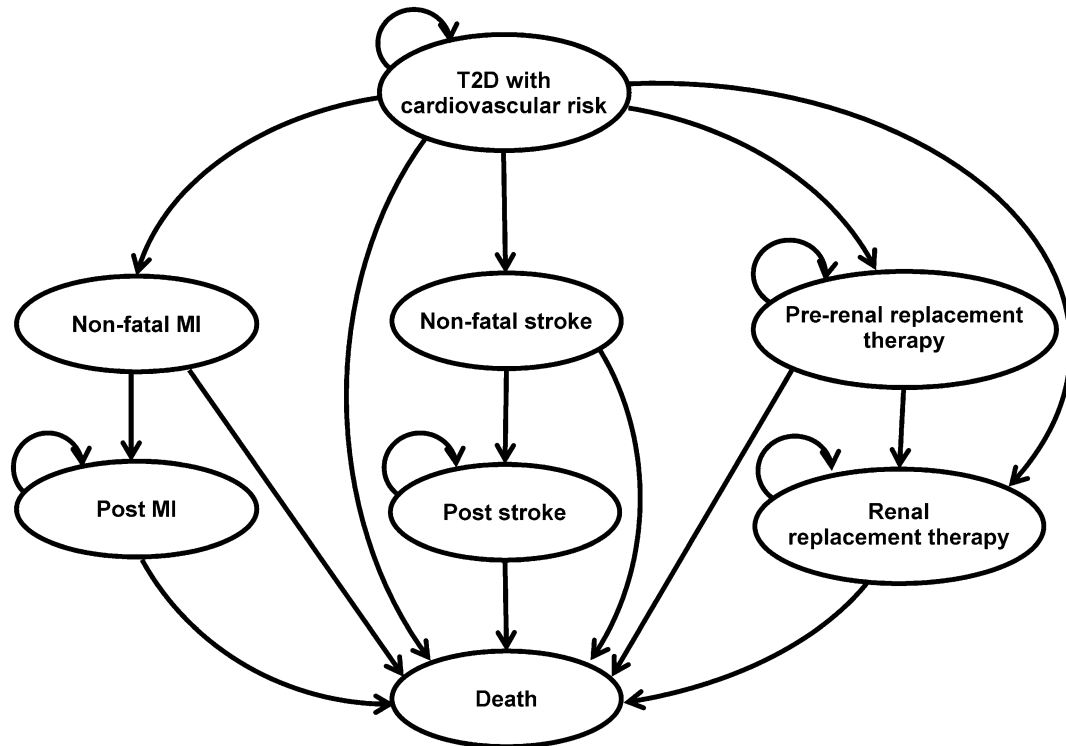 T2D with
cardiovascular risk
Non-fatal MI
Non-fatal stroke
Pre-renal replacement
therapy
Post MI
Post stroke
Renal
replacement therapy
Death